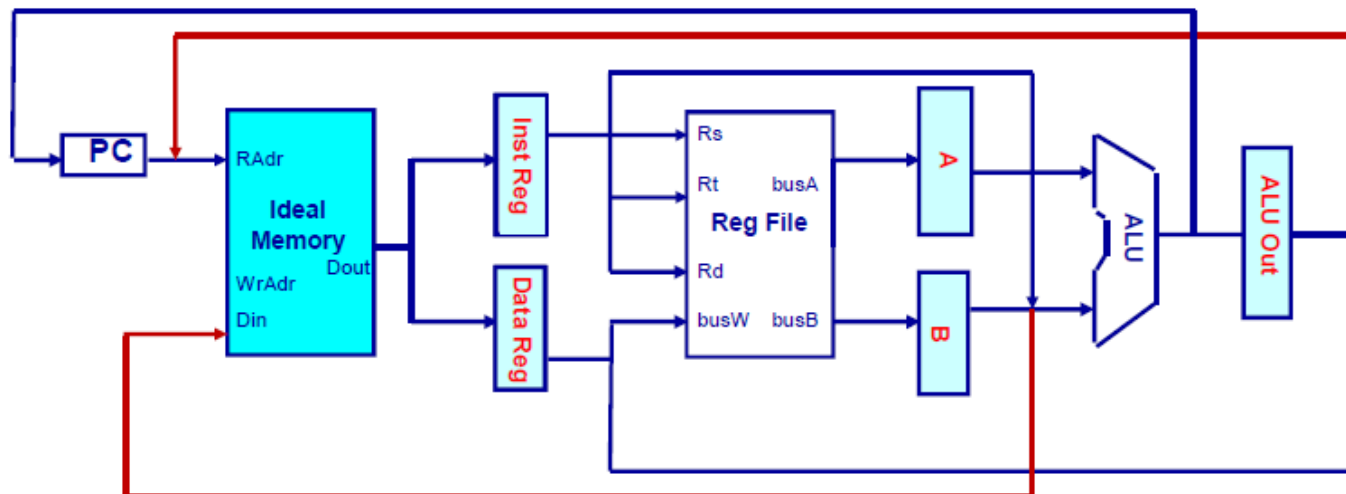 PC
RAdr
Ideal
Memory
Dout
WrAdr
Din
Inst Reg
Data Reg
Rs
Rt
busA
Reg File
Rd
busW
busB
A
B
ALU
ALU Out